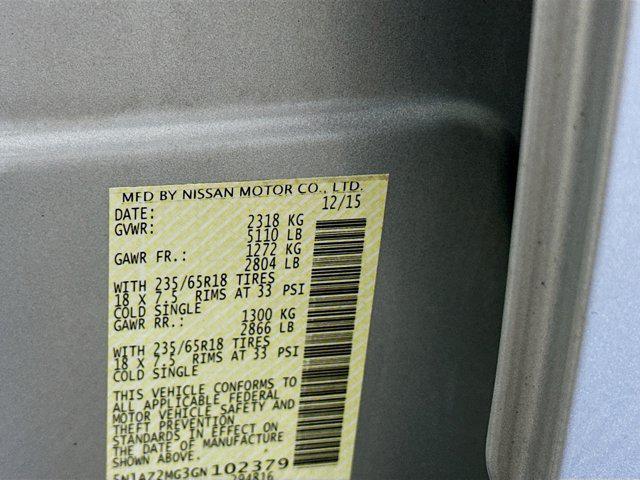 MFD BY NISSAN MOTOR CO., LTD.
DATE: 12/15
GVWR: 2318 KG
5110 LB
GAWR FR.: 1272 KG
2804 LB
WITH 235/65R18 TIRES
18 X 7.5 RIMS AT 33 PSI
COLD SINGLE
GAWR RR.: 1300 KG
2866 LB
WITH 235/65R18 TIRES
18 X 7.5 RIMS AT 33 PSI
COLD SINGLE
THIS VEHICLE CONFORMS TO
ALL APPLICABLE FEDERAL
MOTOR VEHICLE SAFETY AND
THEFT PREVENTION
STANDARDS IN EFFECT ON
THE DATE OF MANUFACTURE
SHOWN ABOVE.
5N1AZ2MG3GN 102379
294816